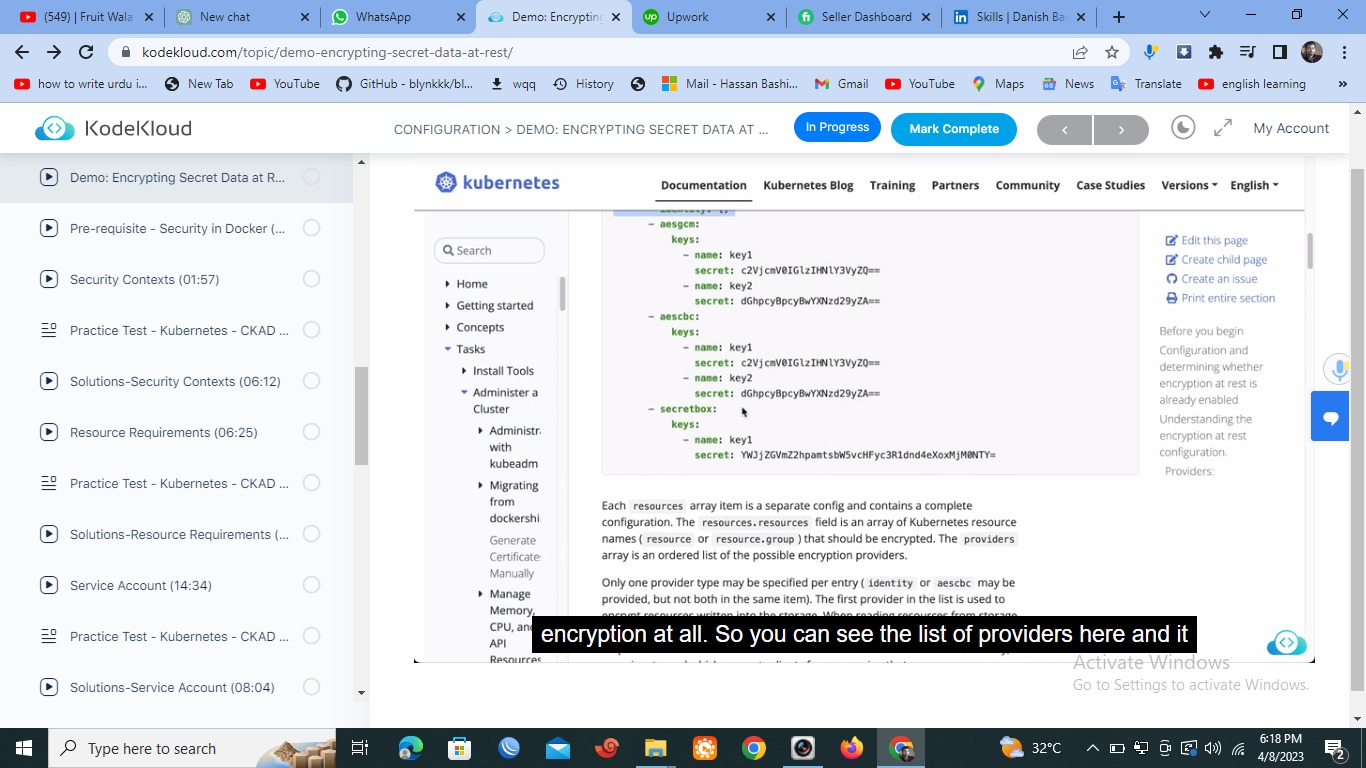 (549) | Fruit Wala
New chat
WhatsApp
Demo: Encrypting
Upwork
Seller Dashboard
Skills | Danish Ba
kodekloud.com/topic/demo-encrypting-secret-data-at-rest/
how to write urdu i...
New Tab
YouTube
GitHub - blynkkk/bl...
wqq
History
Mail - Hassan Bashi...
Gmail
YouTube
Maps
News
Translate
english learning
»
KodeKloud
CONFIGURATION > DEMO: ENCRYPTING SECRET DATA AT ...
In Progress
Mark Complete
<
>
My Account
Demo: Encrypting Secret Data at R...
Pre-requisite - Security in Docker (...
Security Contexts (01:57)
Practice Test - Kubernetes - CKAD ...
Solutions-Security Contexts (06:12)
Resource Requirements (06:25)
Practice Test - Kubernetes - CKAD ...
Solutions-Resource Requirements (...
Service Account (14:34)
Practice Test - Kubernetes - CKAD ...
Solutions-Service Account (08:04)
kubernetes
Documentation
Kubernetes Blog
Training
Partners
Community
Case Studies
Versions
English
Search
Home
Getting started
Concepts
Tasks
Install Tools
Administer a
Cluster
Administr
with
kubeadm
Migrating
from
dockershi
Generate
Certificate
Manually
Manage
Memory,
CPU, and
API
Resources
- aesgcm:
keys:
- name: key1
secret: c2VjcmV0IGlzIHNlY3VyZQ==
- name: key2
secret: dGhpcyBpcyBwYXNzd29yZA==
- aescbc:
keys:
- name: key1
secret: c2VjcmV0IGlzIHNlY3VyZQ==
- name: key2
secret: dGhpcyBpcyBwYXNzd29yZA==
- secretbox:
keys:
- name: key1
secret: YWJjZGVmZ2hpamtsbW5vcHFyc3R1dnd4eXoxMjM0NTY=
Each resources array item is a separate config and contains a complete
configuration. The resources.resources field is an array of Kubernetes resource
names ( resource or resource.group ) that should be encrypted. The providers
array is an ordered list of the possible encryption providers.
Only one provider type may be specified per entry ( identity or aescbc may be
provided, but not both in the same item). The first provider in the list is used to
encryption at all. So you can see the list of providers here and it
Edit this page
Create child page
Create an issue
Print entire section
Before you begin
Configuration and
determining whether
encryption at rest is
already enabled
Understanding the
encryption at rest
configuration.
Providers:
Activate Windows
Go to Settings to activate Windows.
Type here to search
32°C
6:18 PM
4/8/2023
2